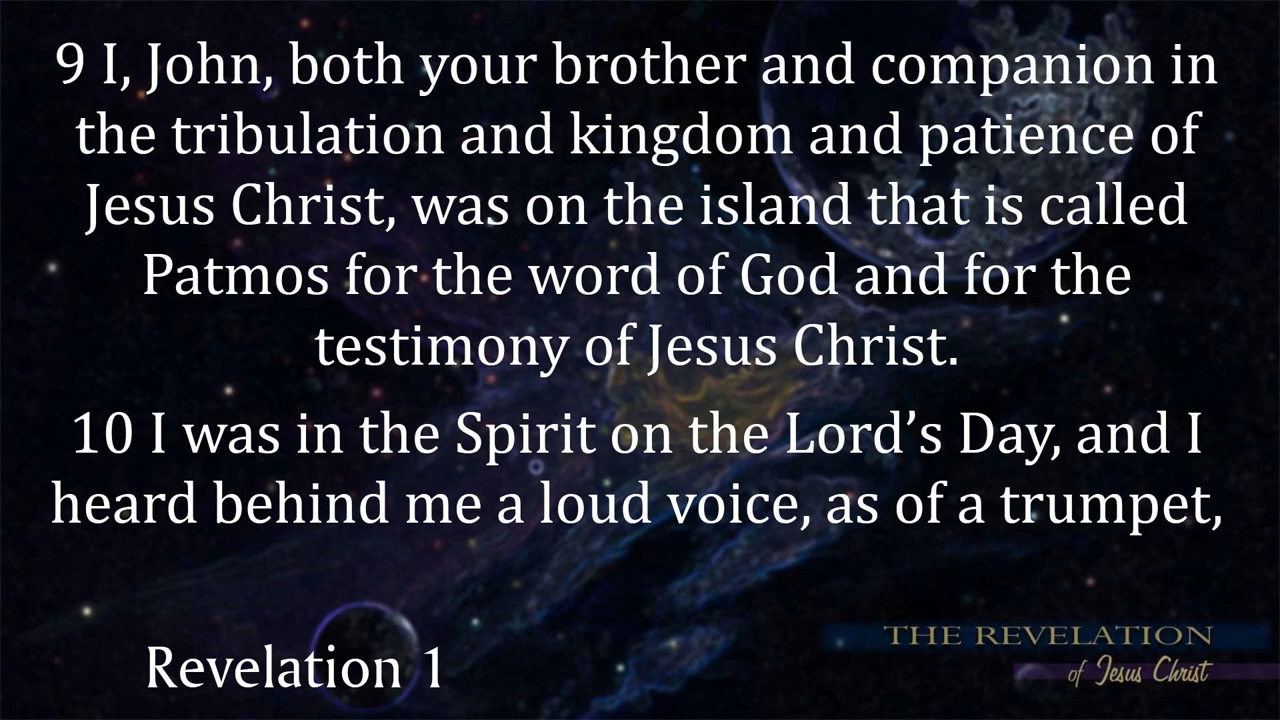 9 I, John, both your brother and companion in
the tribulation and kingdom and patience of
Jesus Christ, was on the island that is called
Patmos for the word of God and for the
testimony of Jesus Christ.
10 I was in the Spirit on the Lord’s Day, and I
heard behind me a loud voice, as of a trumpet,
Revelation 1
THE REVELATION
of Jesus Christ